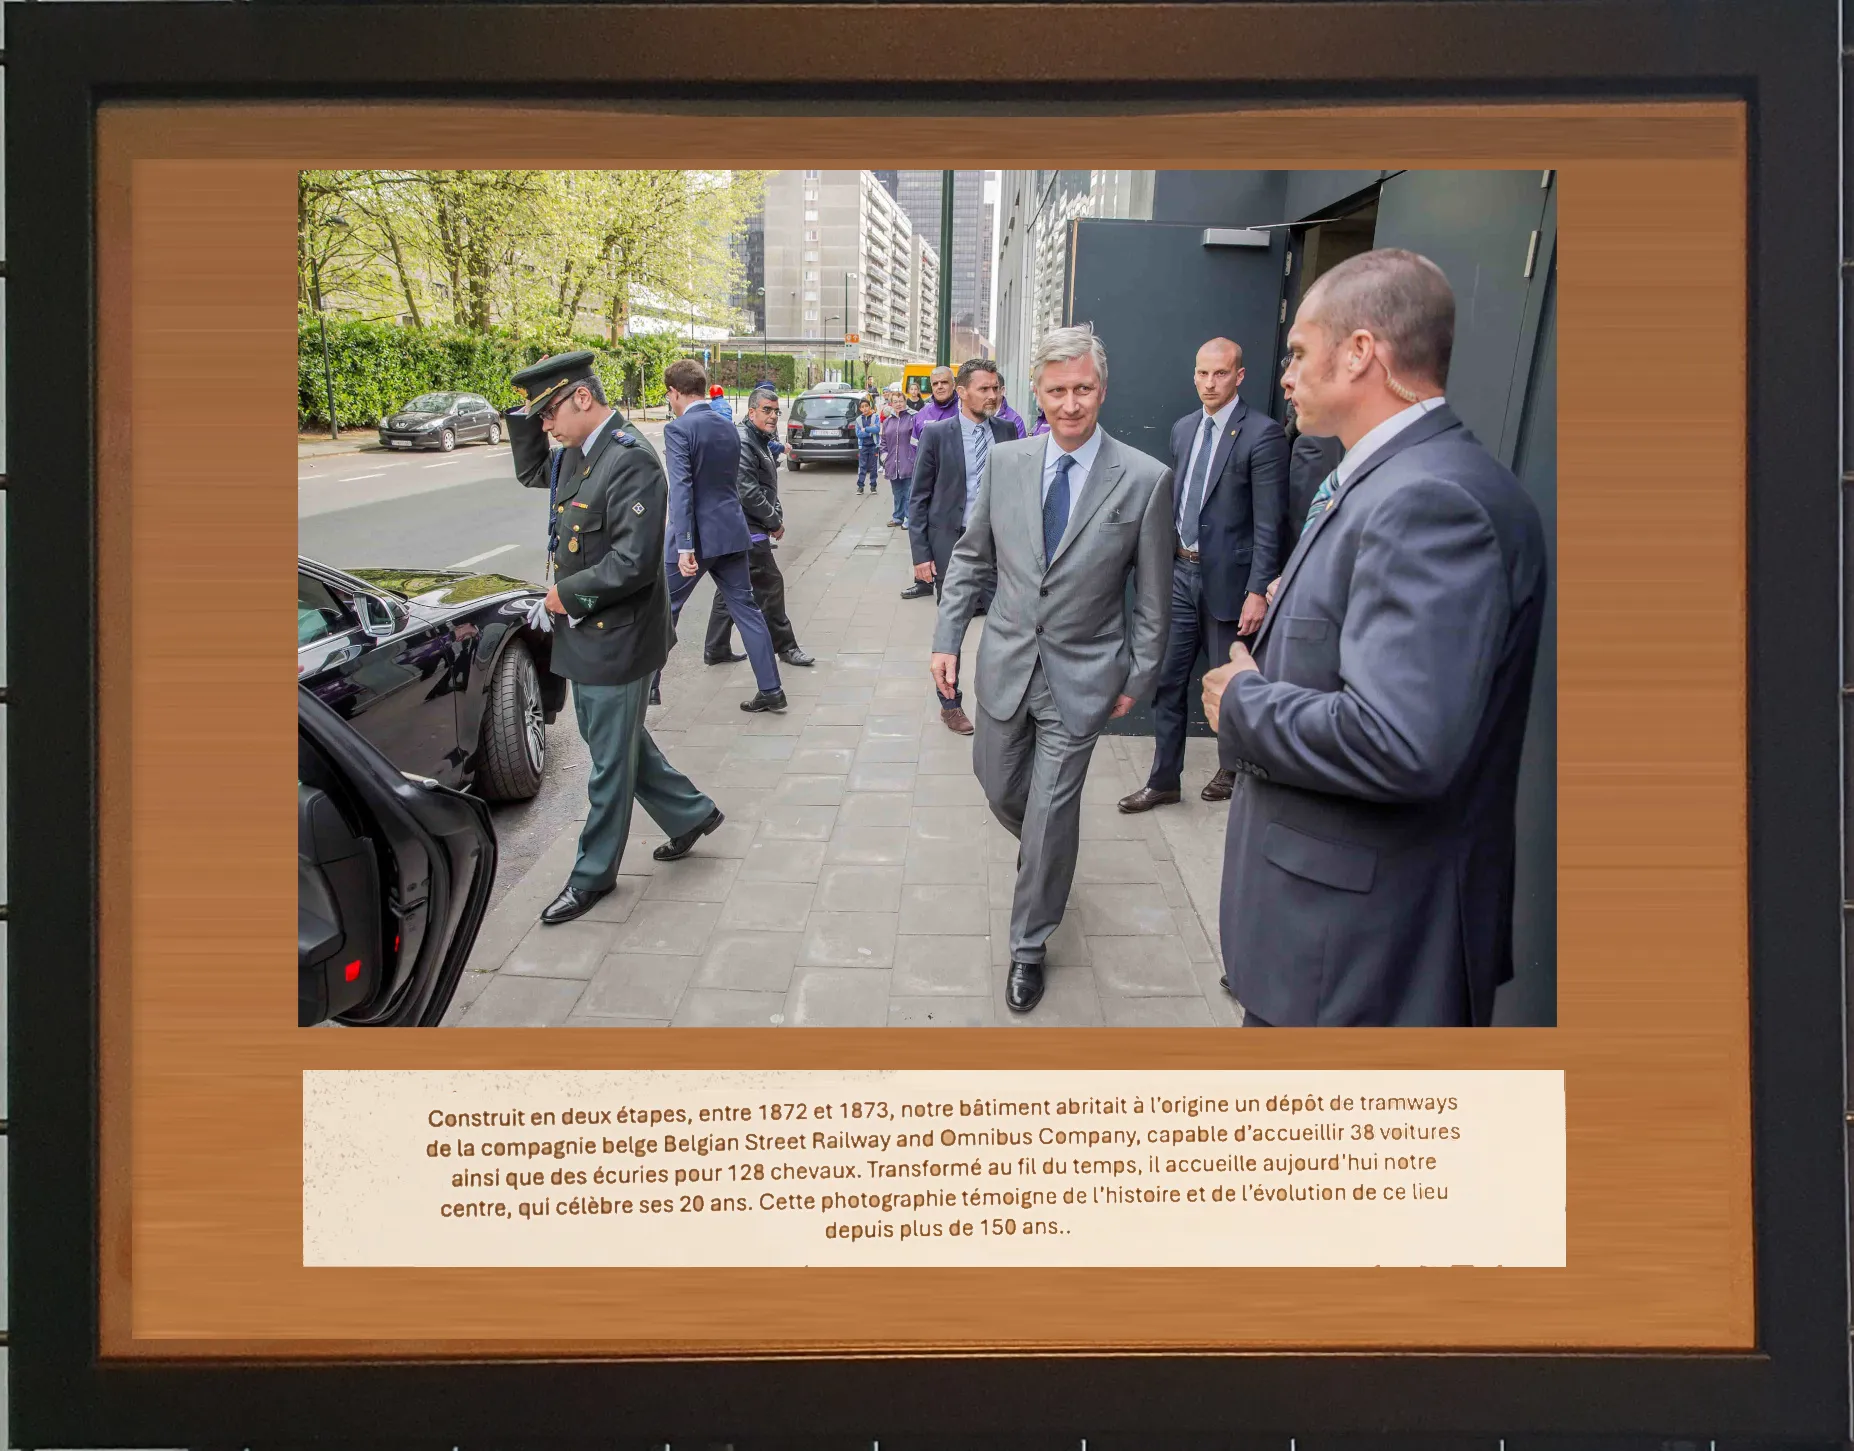 Construit en deux étapes, entre 1872 et 1873, notre bâtiment abritait à l'origine un dépôt de tramways
de la compagnie belge Belgian Street Railway and Omnibus Company, capable d'accueillir 38 voitures
ainsi que des écuries pour 128 chevaux. Transformé au fil du temps, il accueille aujourd'hui notre
centre, qui célèbre ses 20 ans. Cette photographie témoigne de l'histoire et de l'évolution de ce lieu
depuis plus de 150 ans..